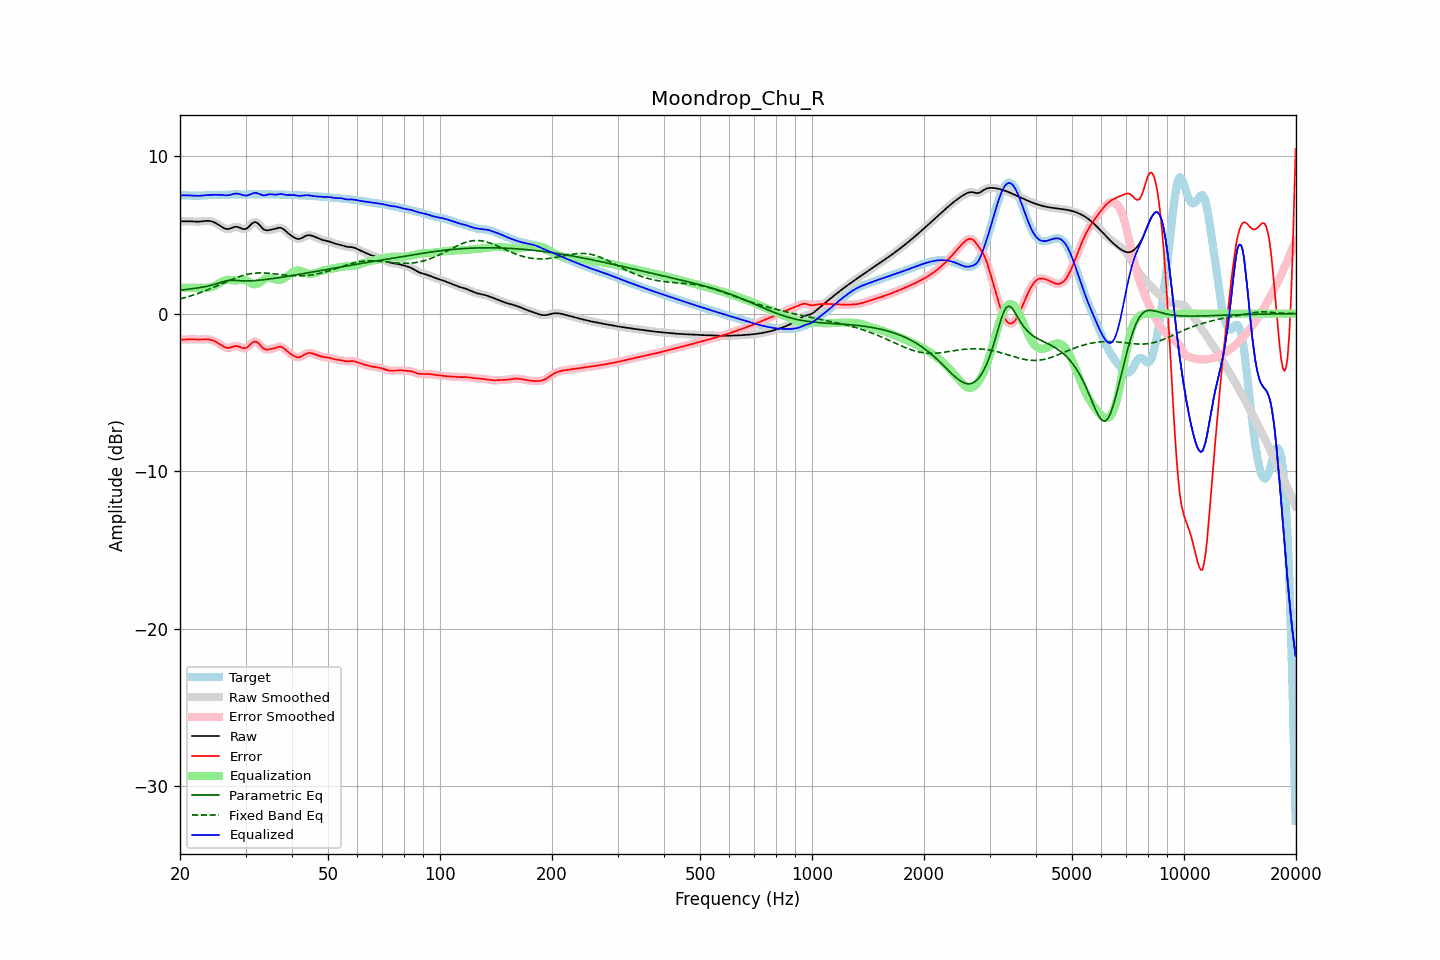 Moondrop_Chu_R
10
0
−10
−20
−30
Amplitude (dBr)
Target
Raw Smoothed
Error Smoothed
Raw
Error
Equalization
Parametric Eq
Fixed Band Eq
Equalized
20 50 100 200 500 1000 2000 5000 10000 20000
Frequency (Hz)